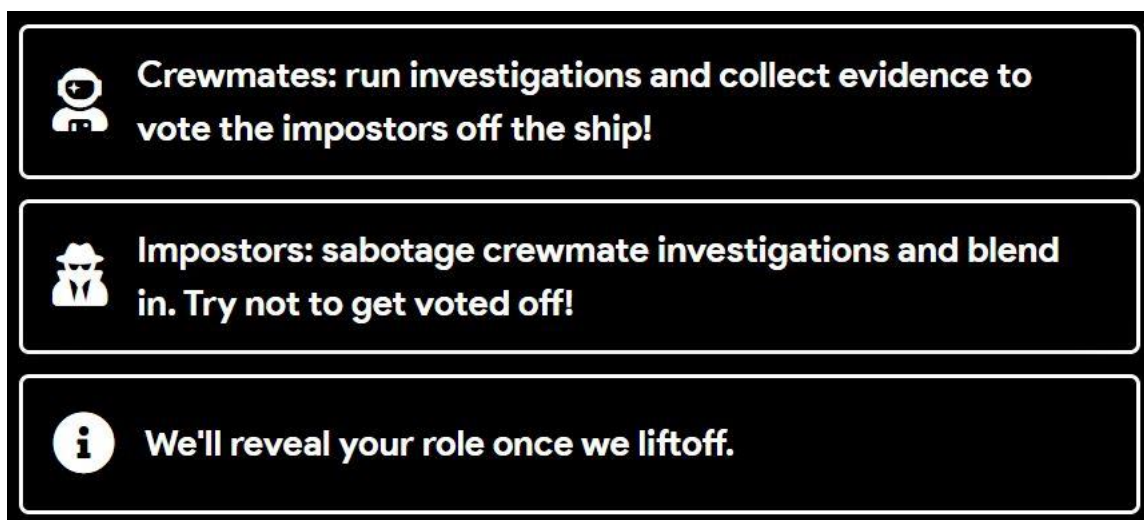 Crewmates: run investigations and collect evidence to
vote the impostors off the ship!
Impostors: sabotage crewmate investigations and blend
in. Try not to get voted off!
We'll reveal your role once we liftoff.